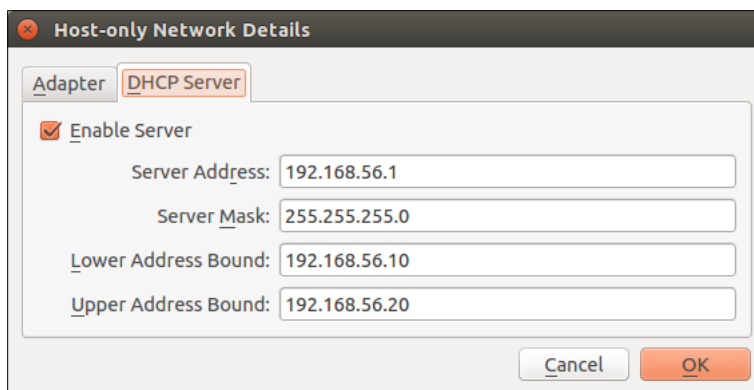 Host-only Network Details
Adapter DHCP Server
Enable Server
Server Address: 192.168.56.1
Server Mask: 255.255.255.0
Lower Address Bound: 192.168.56.10
Upper Address Bound: 192.168.56.20
Cancel OK